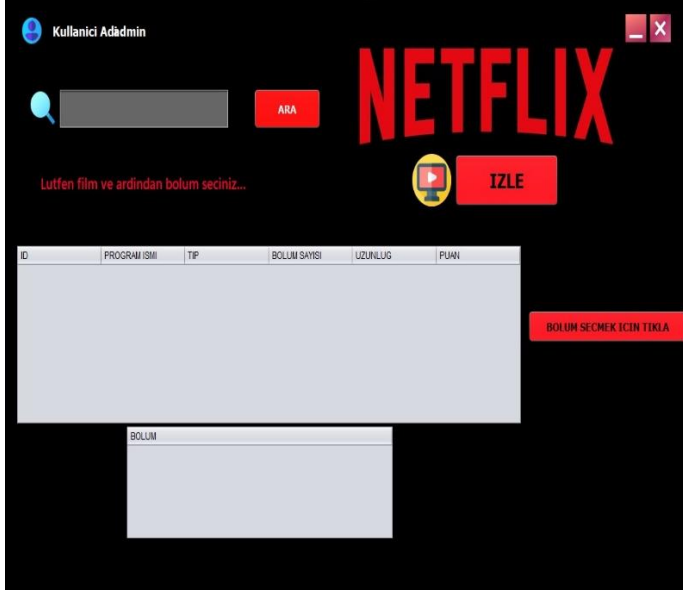 Kullanici Adiadmin
X
NETFLIX
ARA
Lutfen film ve ardindan bolum seciniz...
IZLE
ID PROGRAM ISMI TIP BOLUM SAYISI UZUNLUG PUAN
BOLUM SECMEK ICIN TIKLA
BOLUM